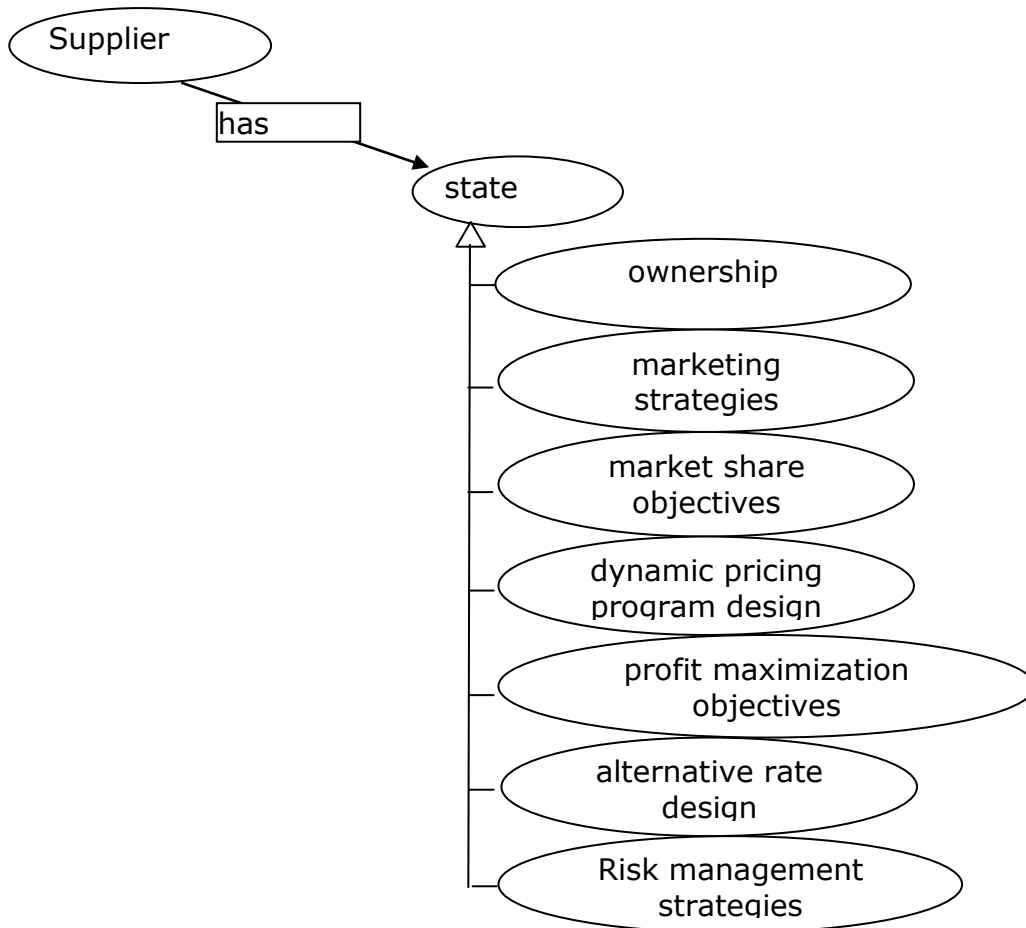 Supplier
has
state
ownership
marketing
strategies
market share
objectives
dynamic pricing
program design
profit maximization
objectives
alternative rate
design
Risk management
strategies